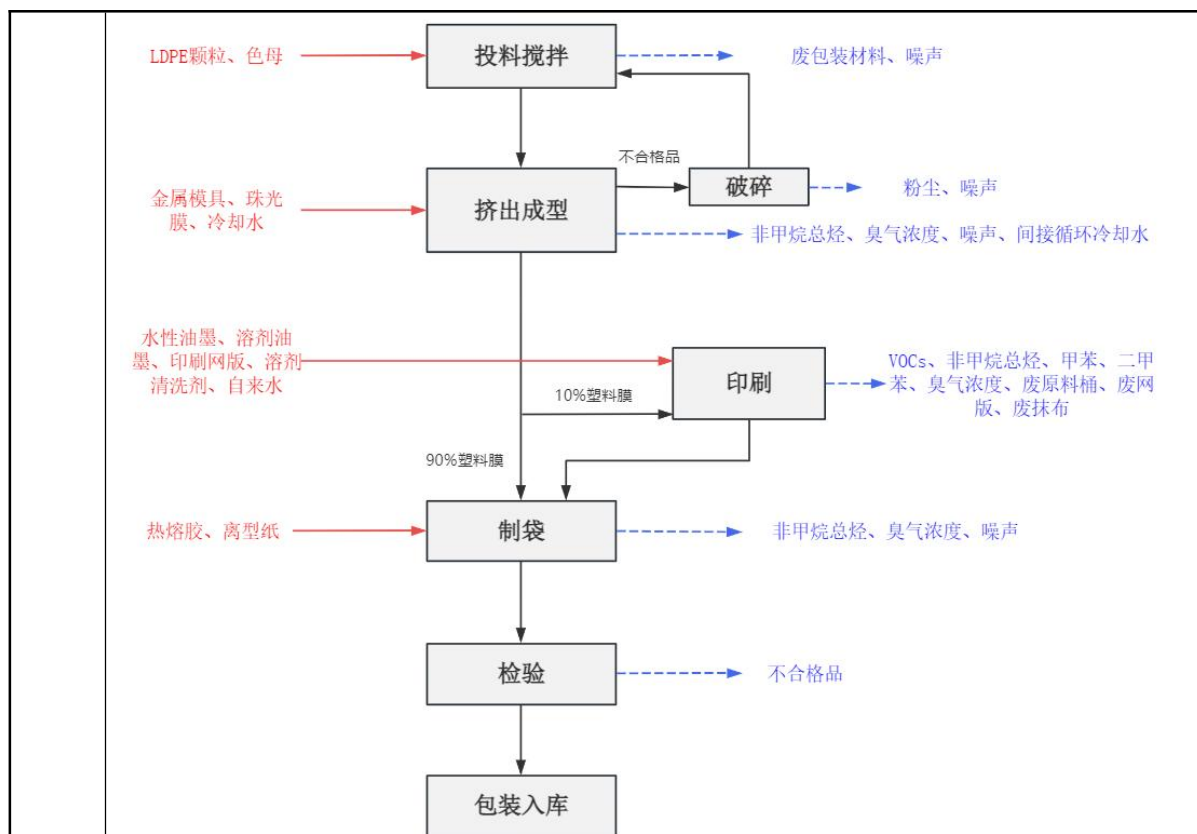 LDPE颗粒、色母
投料搅拌
废包装材料、噪声
不合格品
破碎
粉尘、噪声
金属模具、珠光
膜、冷却水
挤出成型
非甲烷总烃、臭气浓度、噪声、间接循环冷却水
水性油墨、溶剂油
墨、印刷网版、溶剂
清洗剂、自来水
印刷
VOCs、非甲烷总烃、甲苯、二甲
苯、臭气浓度、废原料桶、废网
版、废抹布
10%塑料膜
90%塑料膜
热熔胶、离型纸
制袋
非甲烷总烃、臭气浓度、噪声
检验
不合格品
包装入库